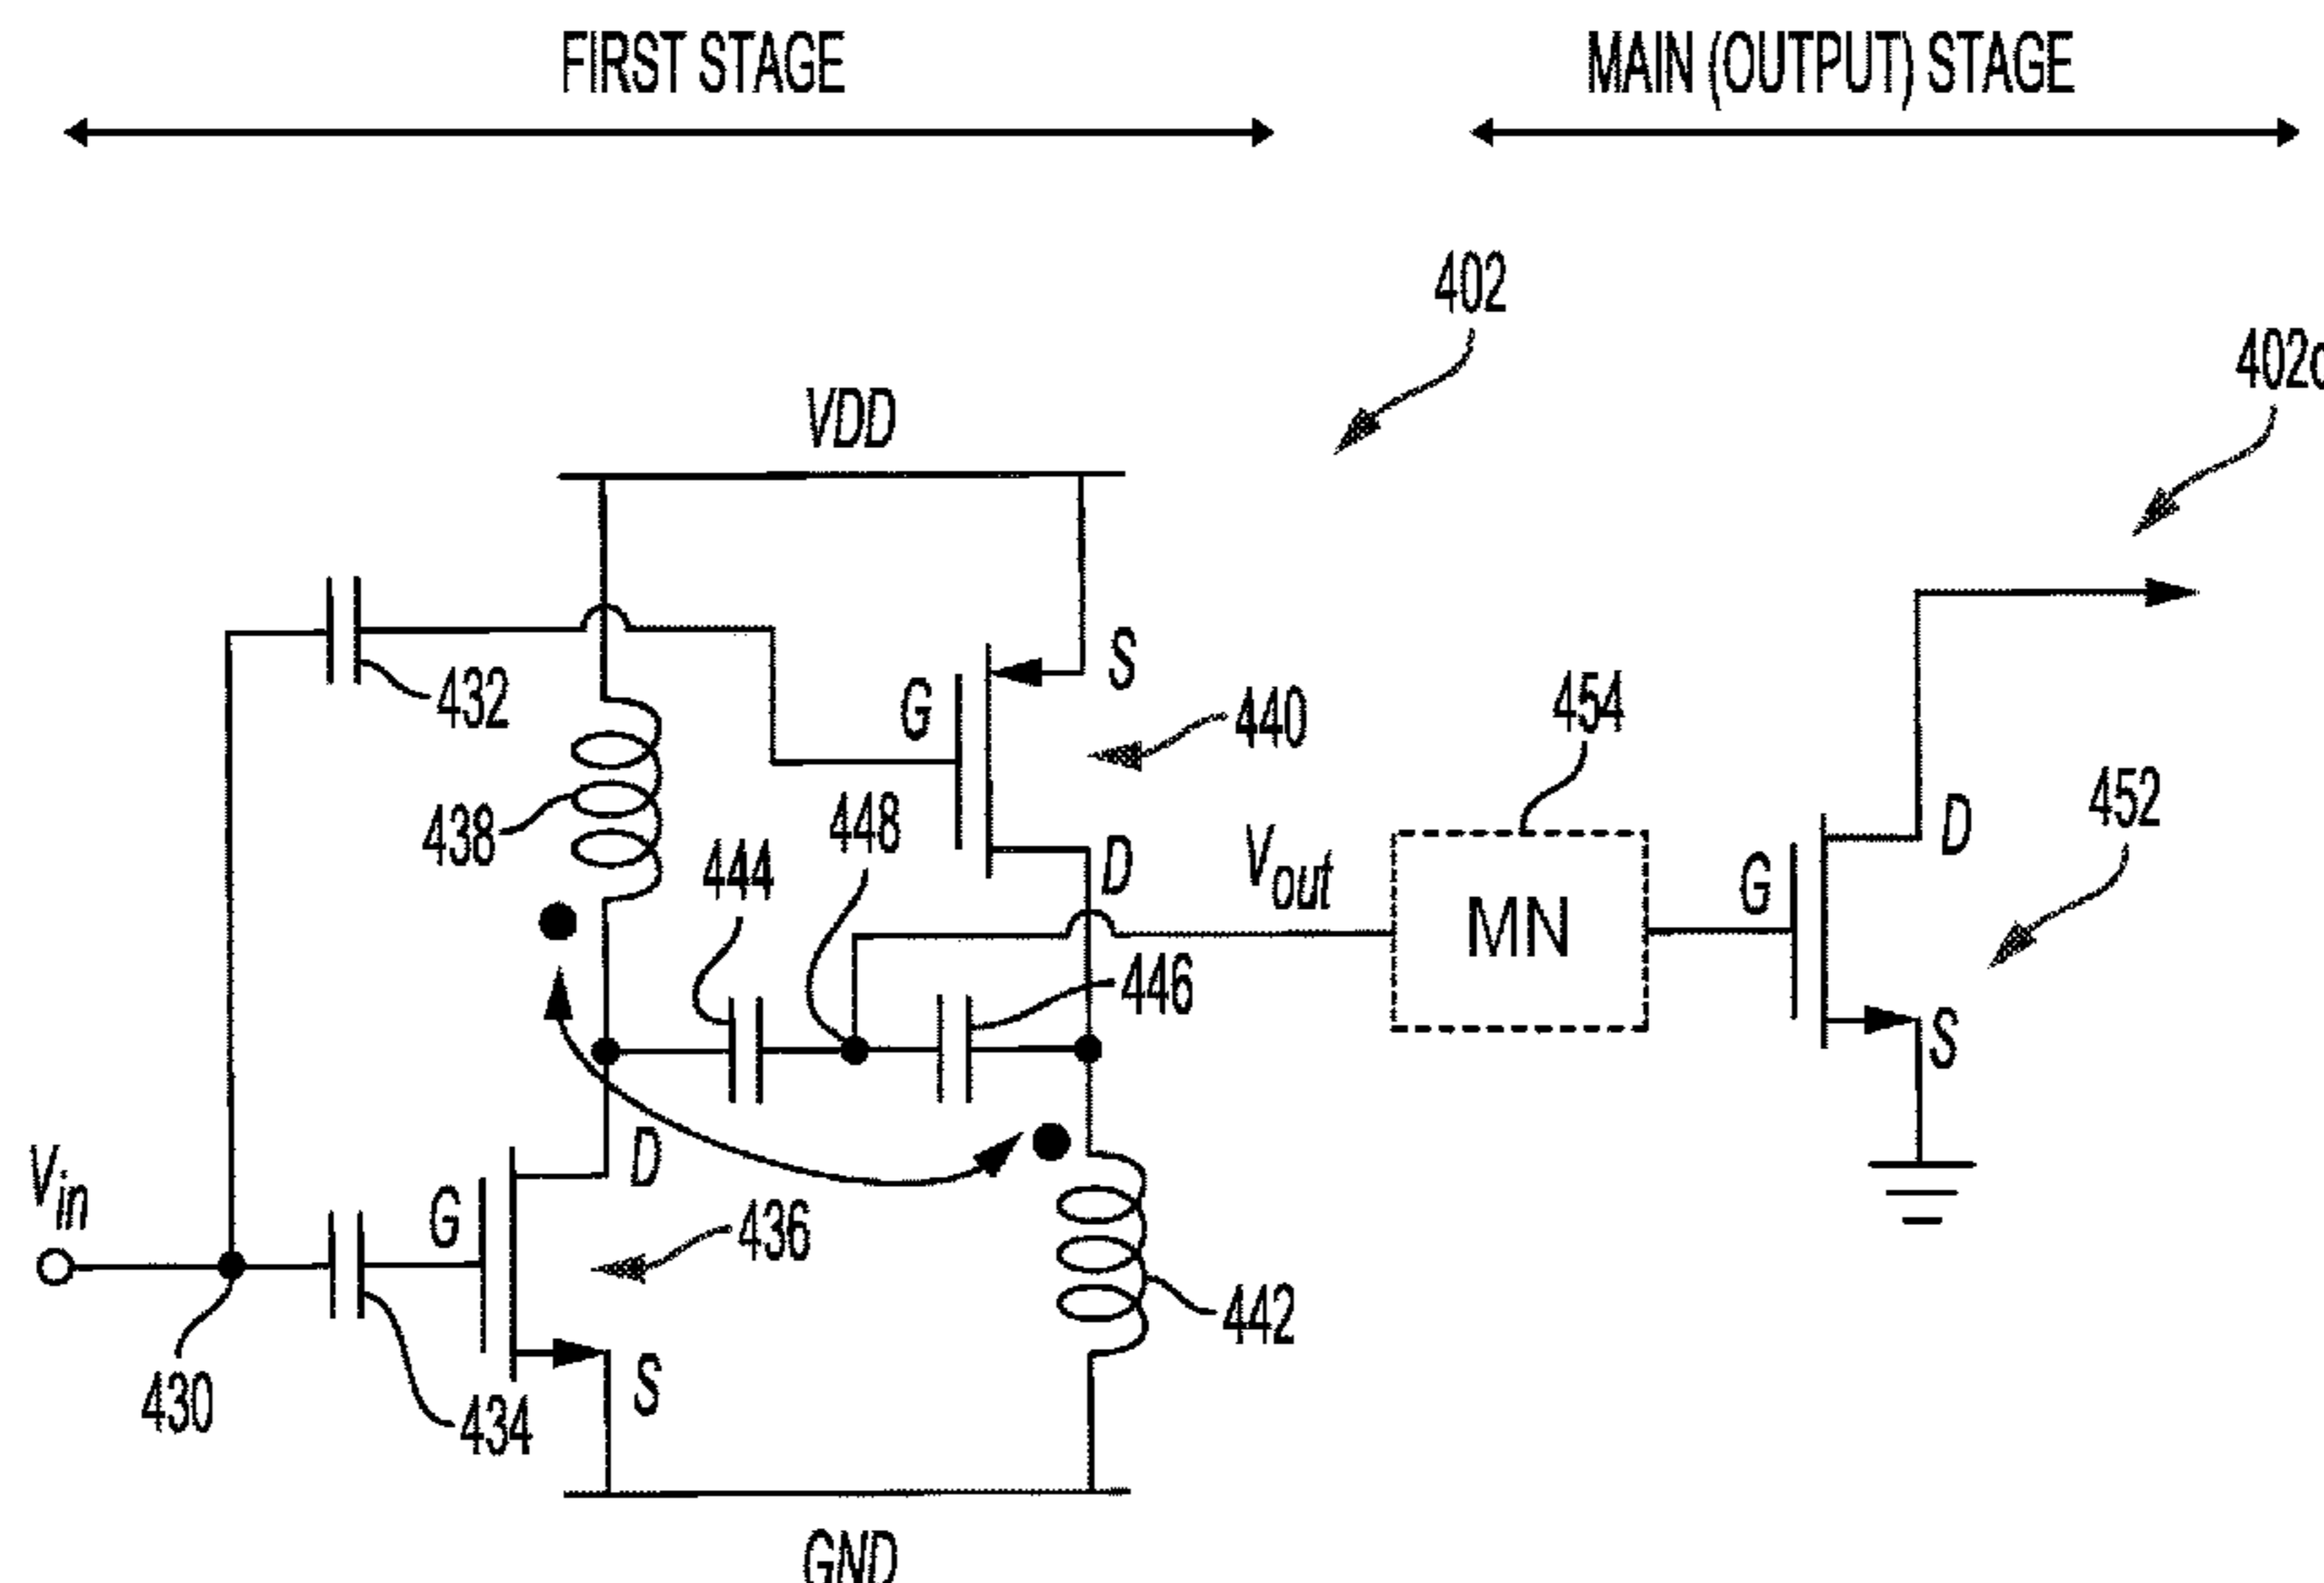 FIRST STAGE
MAIN (OUTPUT) STAGE
402
VDD
432
S
G
440
454
438
448
444
D
Vout
MN
G
D
452
446
S
Vin
G
D
436
442
430
434
S
GND